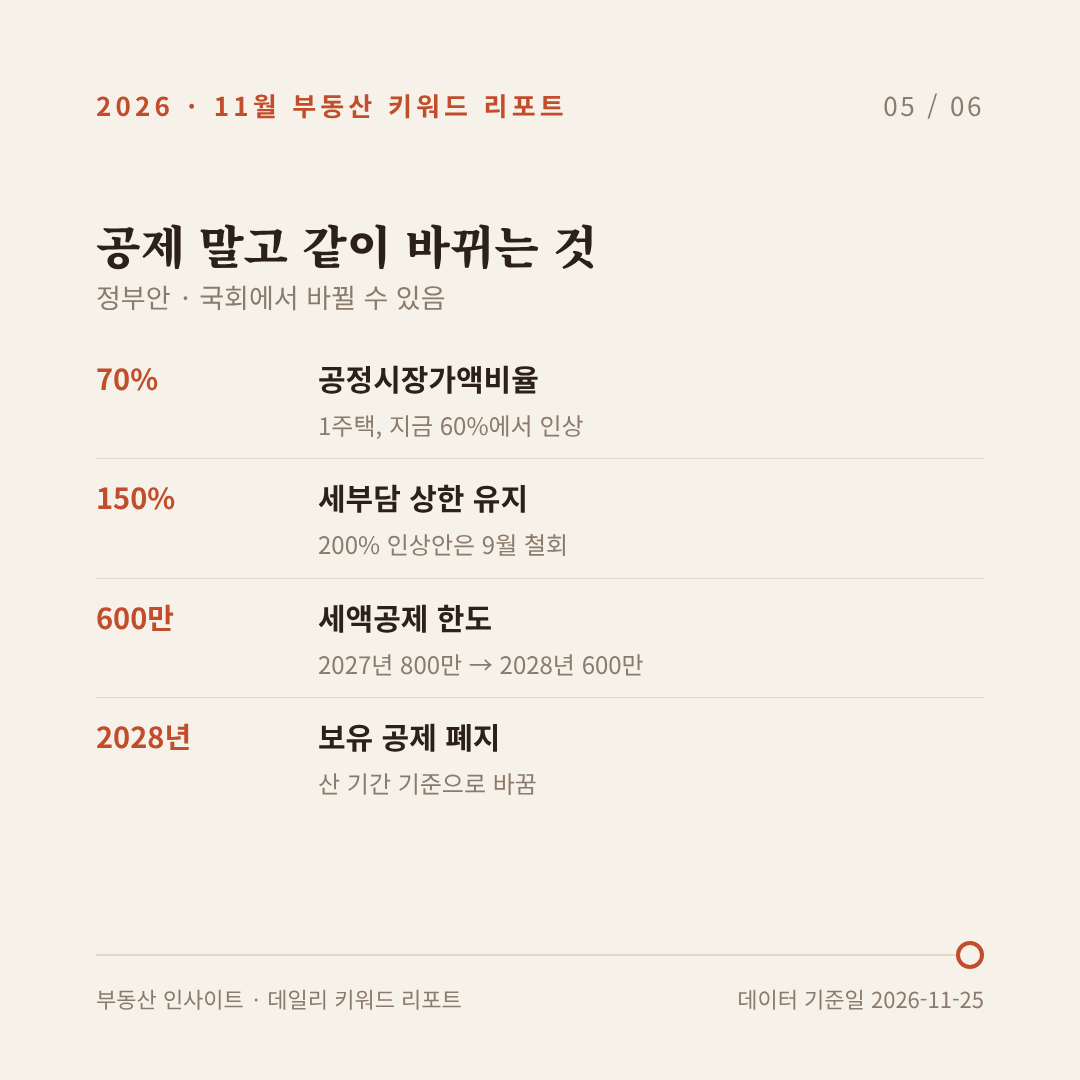 2026 · 11월 부동산 키워드 리포트
05 / 06
공제 말고 같이 바뀌는 것
정부안 · 국회에서 바뀔 수 있음
70%
공정시장가액비율
1주택, 지금 60%에서 인상
150%
세부담 상한 유지
200% 인상안은 9월 철회
600만
세액공제 한도
2027년 800만 → 2028년 600만
2028년
보유 공제 폐지
산 기간 기준으로 바꿈
부동산 인사이트 · 데일리 키워드 리포트
데이터 기준일 2026-11-25